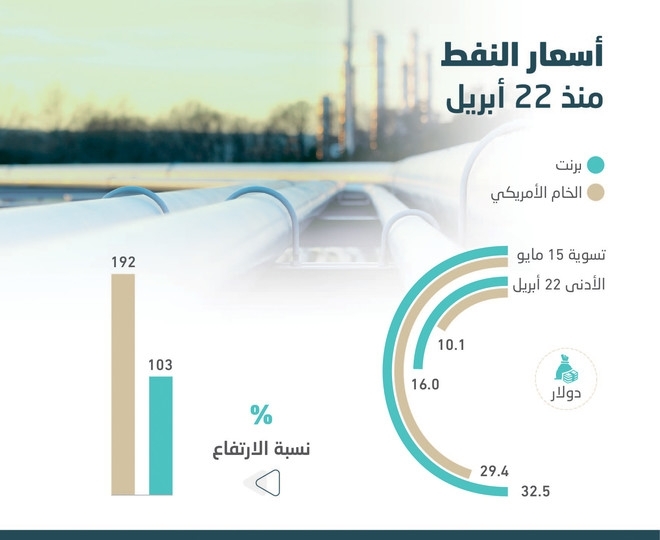 أسعار النفط
منذ 22 أبريل
برنت
الخام الأمريكي
تسوية 15 مايو
الأدنى 22 أبريل
10.1
16.0
29.4
32.5
دولار
192
103
%
نسبة الارتفاع